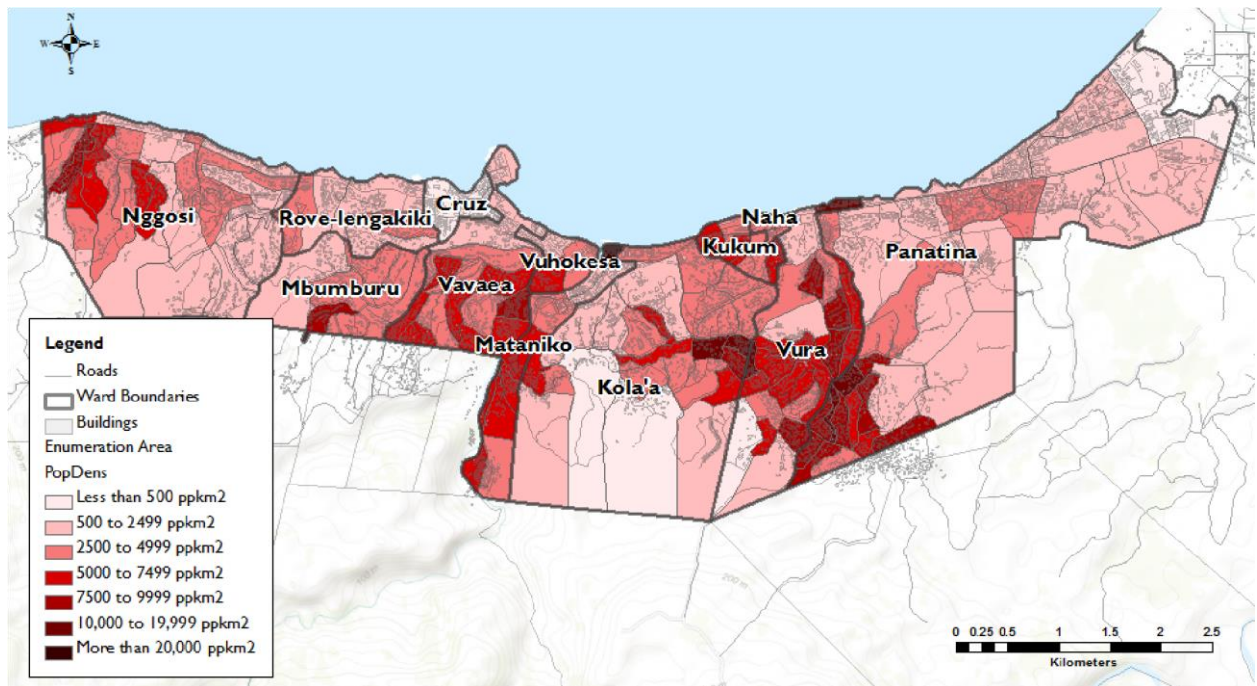 N
W E
S
Naha
Cruz
Nggosi
Rove-lengakiki
Kukum
Panatina
Vuhokesa
Mbumburu
Vavaea
Mataniko
Vura
Kola'a
Legend
Roads
Ward Boundaries
Buildings
Enumeration Area
PopDens
Less than 500 ppkm2
500 to 2499 ppkm2
2500 to 4999 ppkm2
5000 to 7499 ppkm2
7500 to 9999 ppkm2
10,000 to 19,999 ppkm2
More than 20,000 ppkm2
200 m
0 0.25 0.5 1 1.5 2 2.5
Kilometers